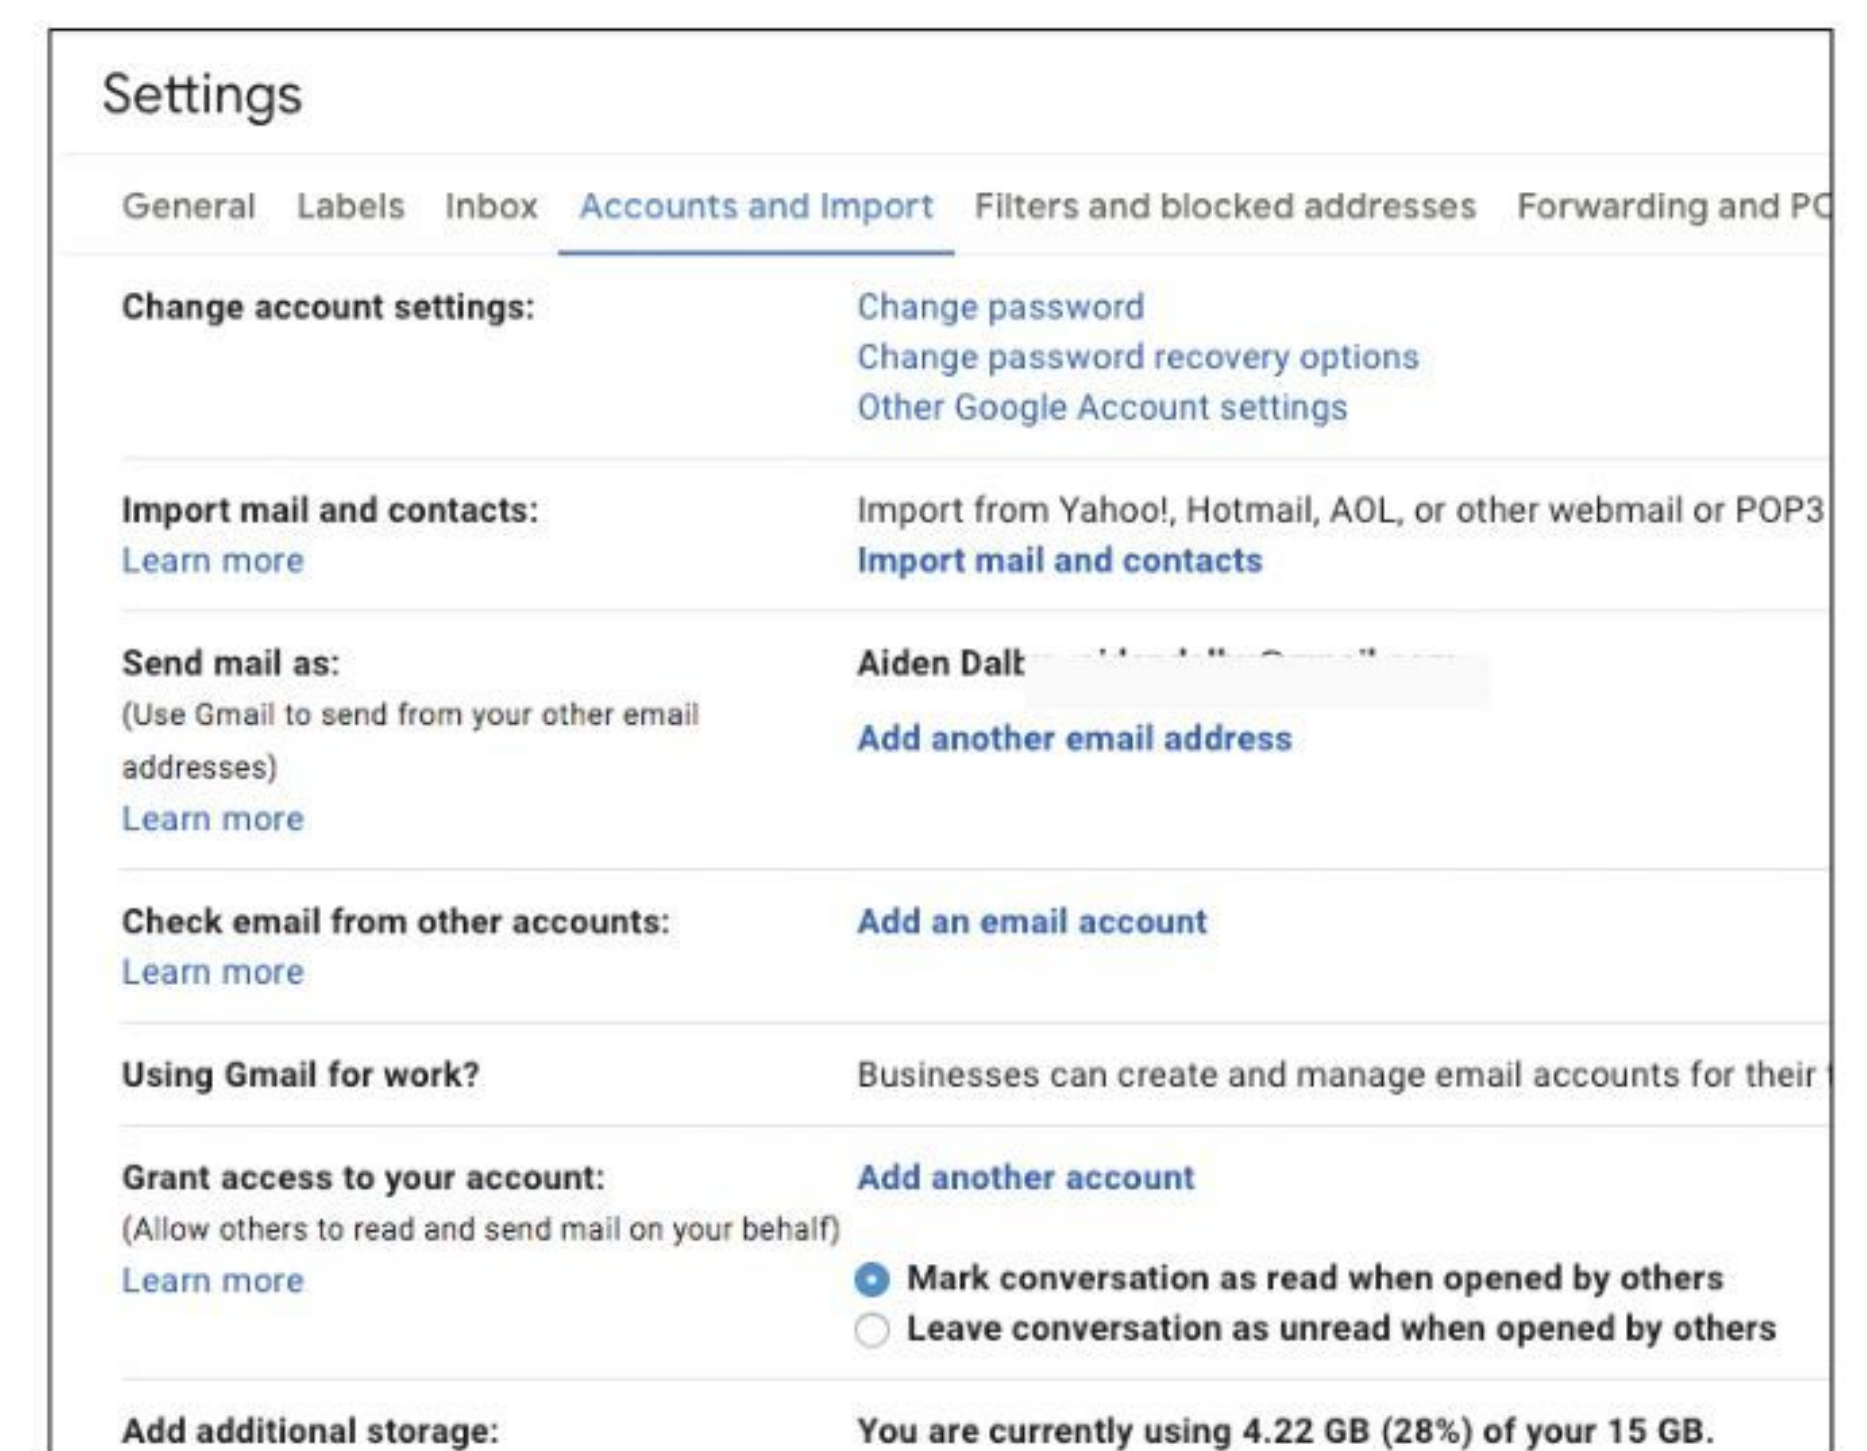 Settings
General Labels Inbox Accounts and Import Filters and blocked addresses Forwarding and PO
Change account settings: Change password
Change password recovery options
Other Google Account settings
Import mail and contacts: Import from Yahoo!, Hotmail, AOL, or other webmail or POP3
Learn more Import mail and contacts
Send mail as: Aiden
(Use Gmail to send from your other email
addresses)
Add another email address
Learn more
Check email from other accounts: Add an email account
Learn more
Using Gmail for work? Businesses can create and manage email accounts for their
Grant access to your account: Add another account
(Allow others to read and send mail on your behalf)
Learn more Mark conversation as read when opened by others
Leave conversation as unread when opened by others
Add additional storage: You are currently using 4.22 GB (28%) of your 15 GB.